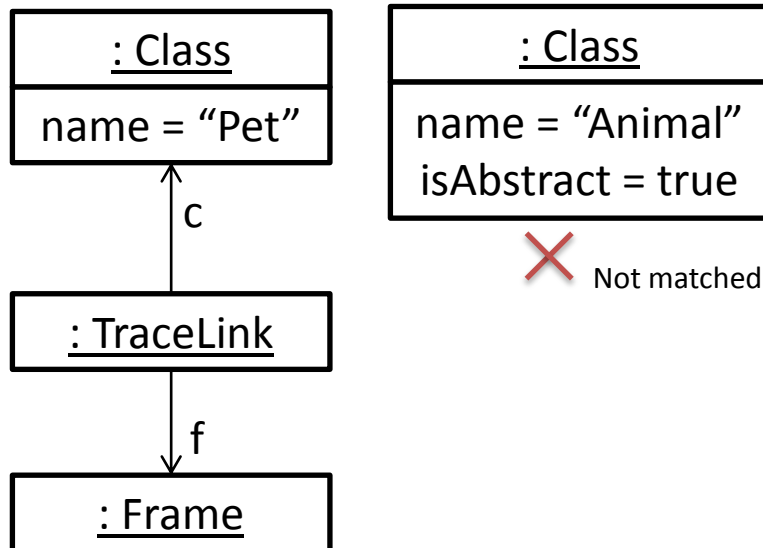 : Class
name = “Pet”
c
: TraceLink
f
: Frame
: Class
name = “Animal”
isAbstract = true
Not matched